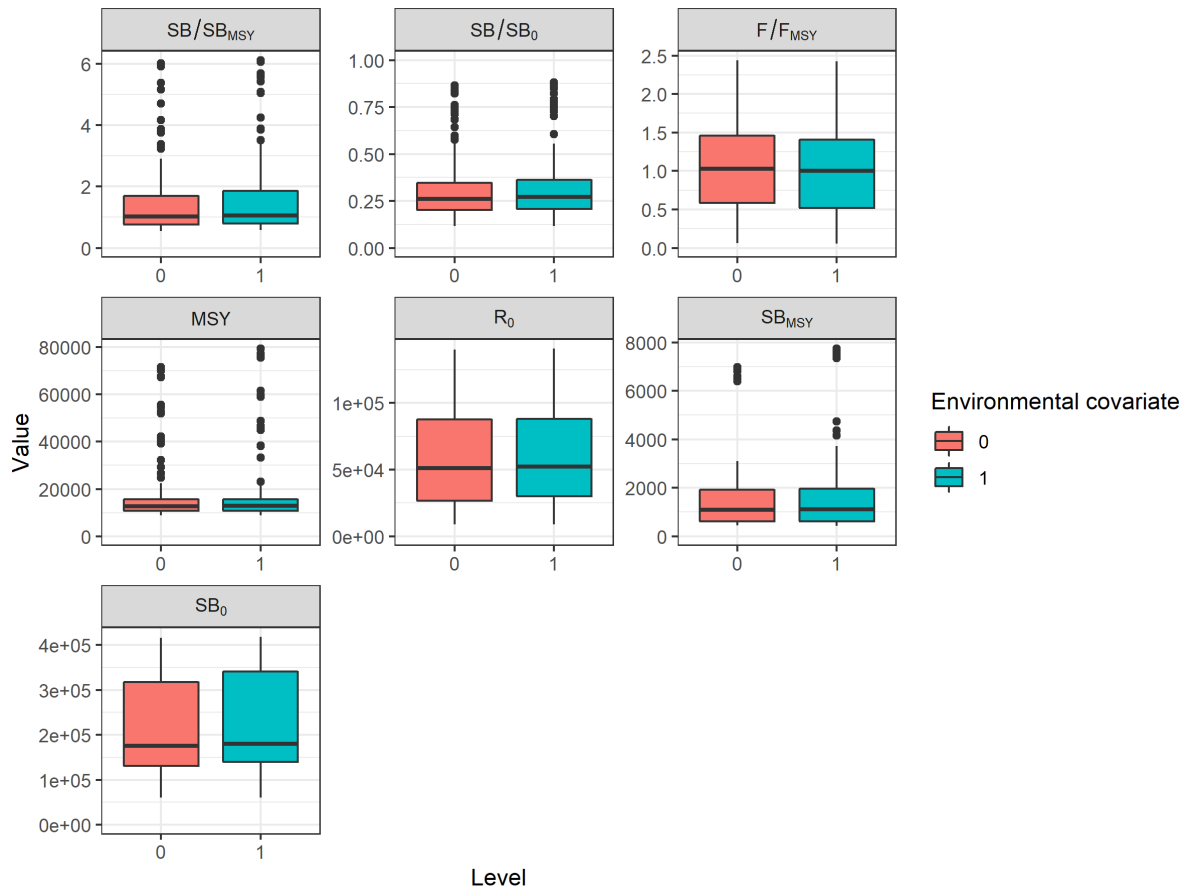 SB/SB_MSY SB/SB_0 F/F_MSY
6 1.00 2.5
2.0
4 0.75 1.5
0.50 1.0
2 0.25 0.5
0 0.00 0.0
0 1 0 1 0 1
MSY R_0 SB_MSY
80000 8000
60000 1e+05 6000
40000 5e+04 4000
20000 2000
0 0e+00 0
0 1 0 1 0 1
Value
Environmental covariate
0
1
SB_0
4e+05
3e+05
2e+05
1e+05
0e+00
0 1
Level